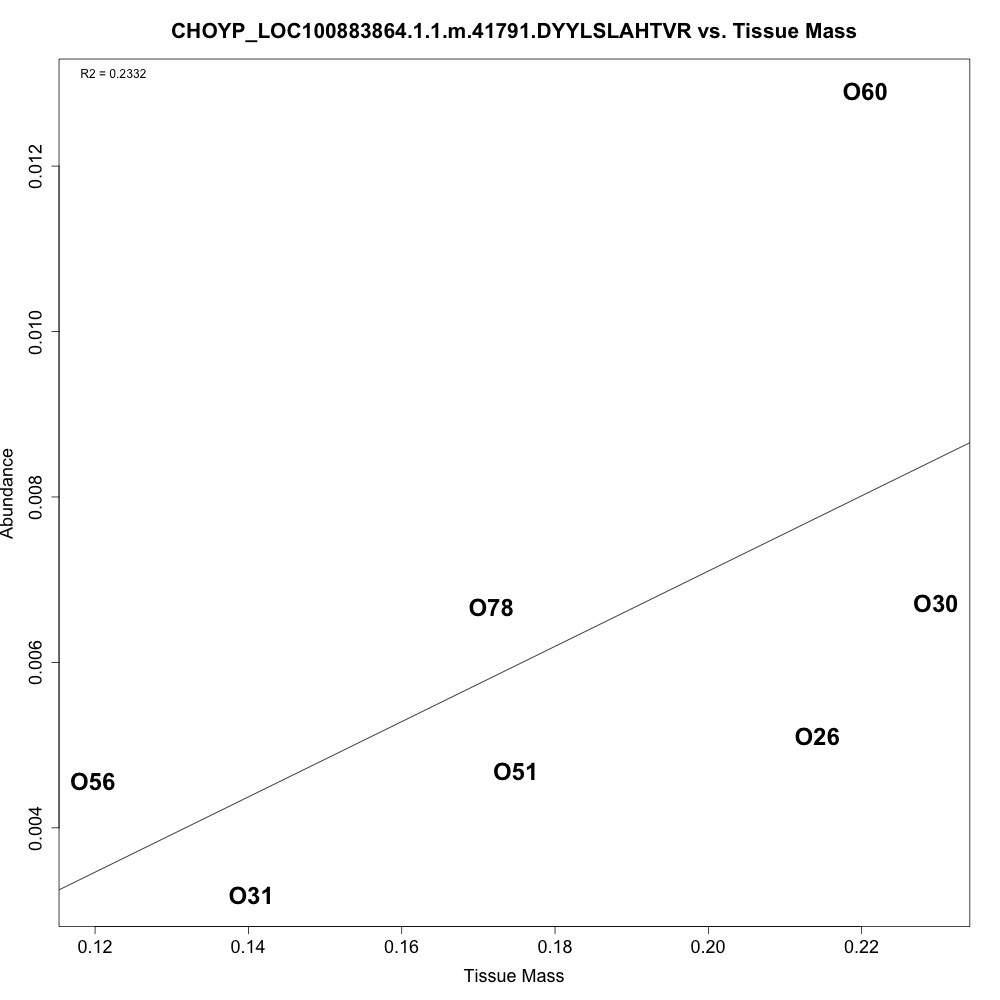 CHOYP_LOC100883864.1.1.m.41791.DYYLSLAHTVR vs. Tissue Mass
R2 = 0.2332
O60
0.012
0.010
Abundance
0.008
O78
O30
0.006
O26
O51
O56
0.004
O31
0.12 0.14 0.16 0.18 0.20 0.22
Tissue Mass